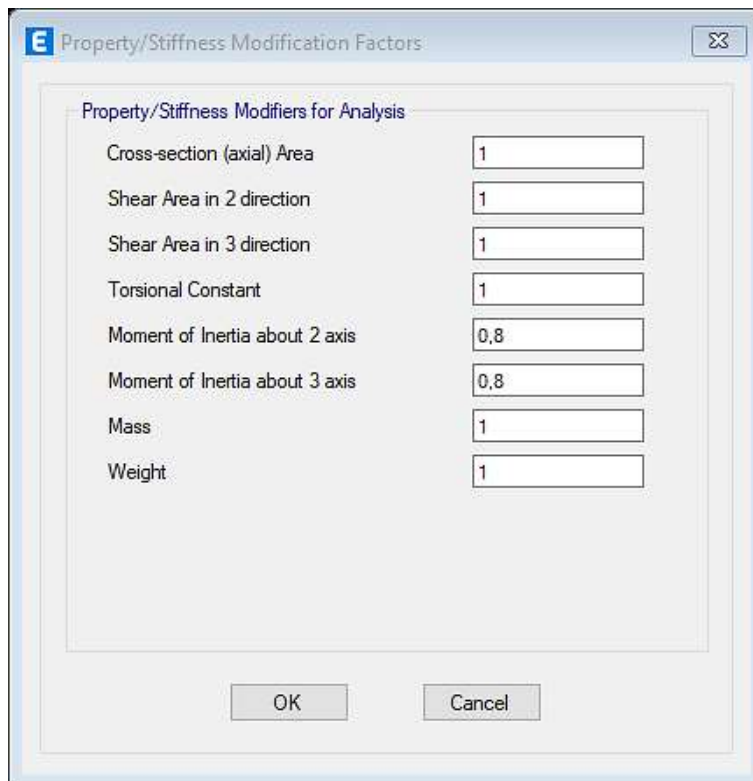 E Property/Stiffness Modification Factors
Property/Stiffness Modifiers for Analysis
Cross-section (axial) Area 1
Shear Area in 2 direction 1
Shear Area in 3 direction 1
Torsional Constant 1
Moment of Inertia about 2 axis 0,8
Moment of Inertia about 3 axis 0,8
Mass 1
Weight 1
OK Cancel